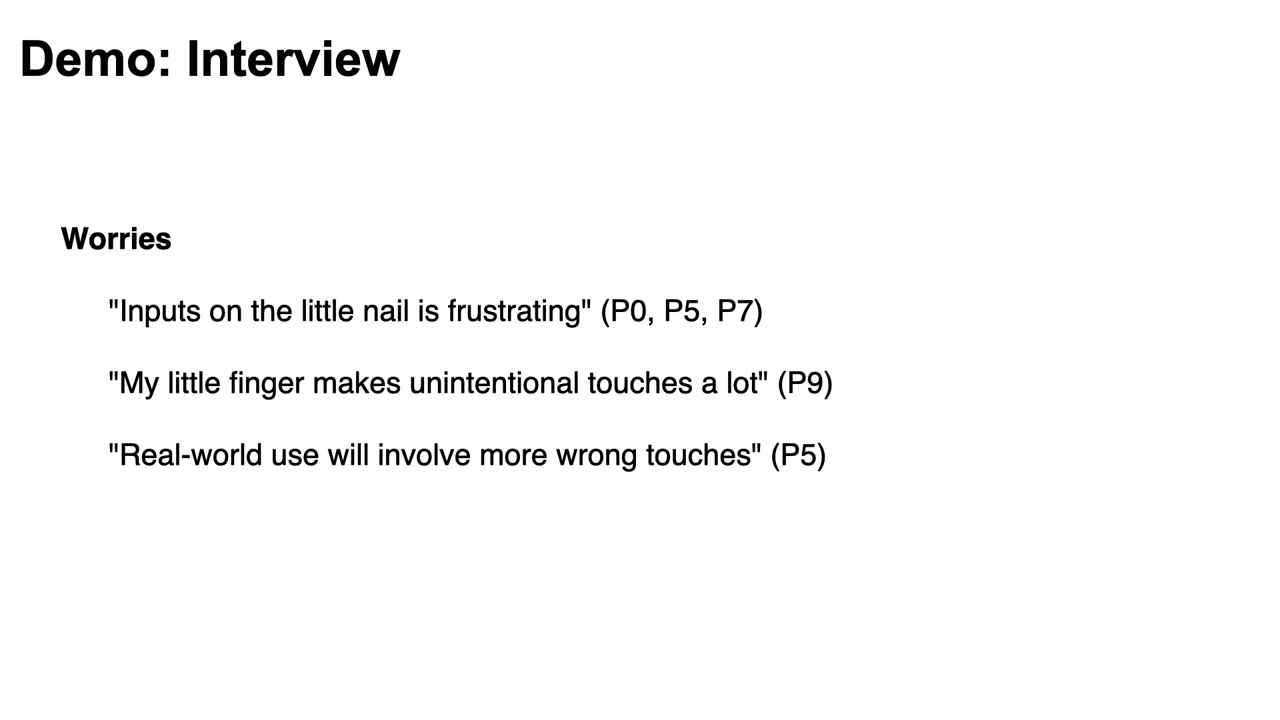 Demo: Interview
Worries
"Inputs on the little nail is frustrating" (P0, P5, P7)
"My little finger makes unintentional touches a lot" (P9)
"Real-world use will involve more wrong touches" (P5)